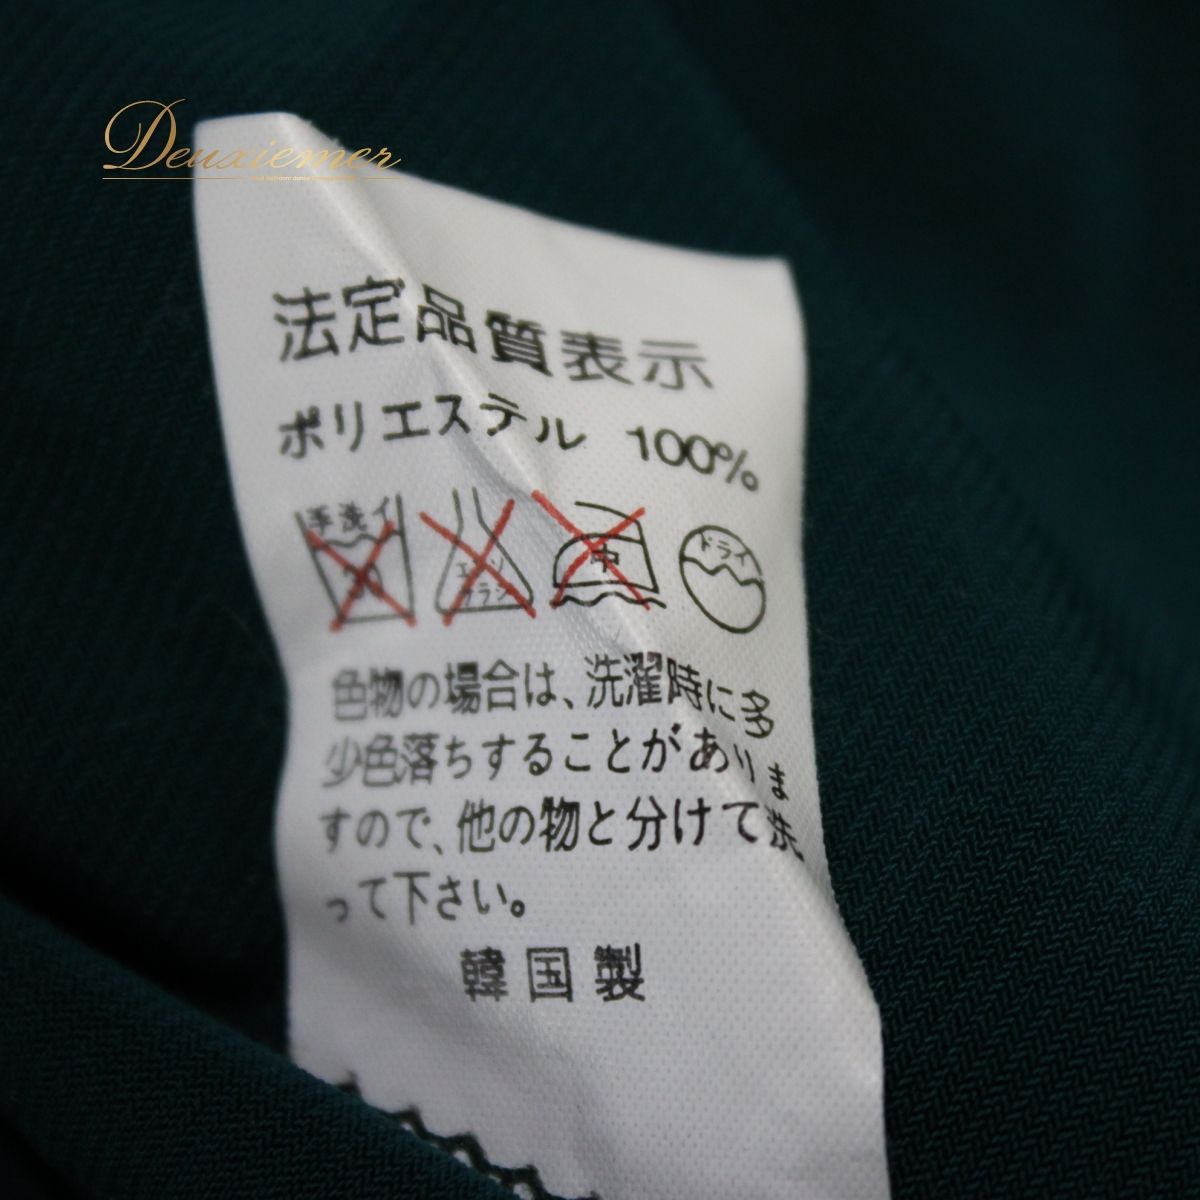 Deuxiemer
法定品質表示
ポリエステル 100%
手洗イ
30
エンソ
サラシ
中
ドライ
色物の場合は、洗濯時に多
少色落ちすることがありま
すので、他の物と分けて洗
って下さい。
韓国製